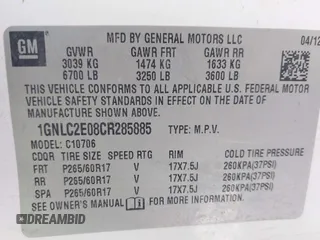 GM
MFD BY GENERAL MOTORS LLC
04/12
GVWR GAWR FRT GAWR RR
3039 KG 1474 KG 1633 KG
6700 LB 3250 LB 3600 LB
THIS VEHICLE CONFORMS TO ALL APPLICABLE U.S. FEDERAL MOTOR
VEHICLE SAFETY STANDARDS IN EFFECT ON THE DATE OF
MANUFACTURE SHOWN ABOVE.
1GNLC2E08CR285885 TYPE: M.P.V.
MODEL: C10706
CDQR TIRE SIZE SPEED RTG RIM COLD TIRE PRESSURE
FRT P265/60R17 V 17X7.5J 260KPA(37PSI)
RR P265/60R17 V 17X7.5J 260KPA(37PSI)
SPA P265/60R17 V 17X7.5J 260KPA(37PSI)
SEE OWNER'S MANUAL FOR ADDITIONAL INFORMATION.
DREAMBID